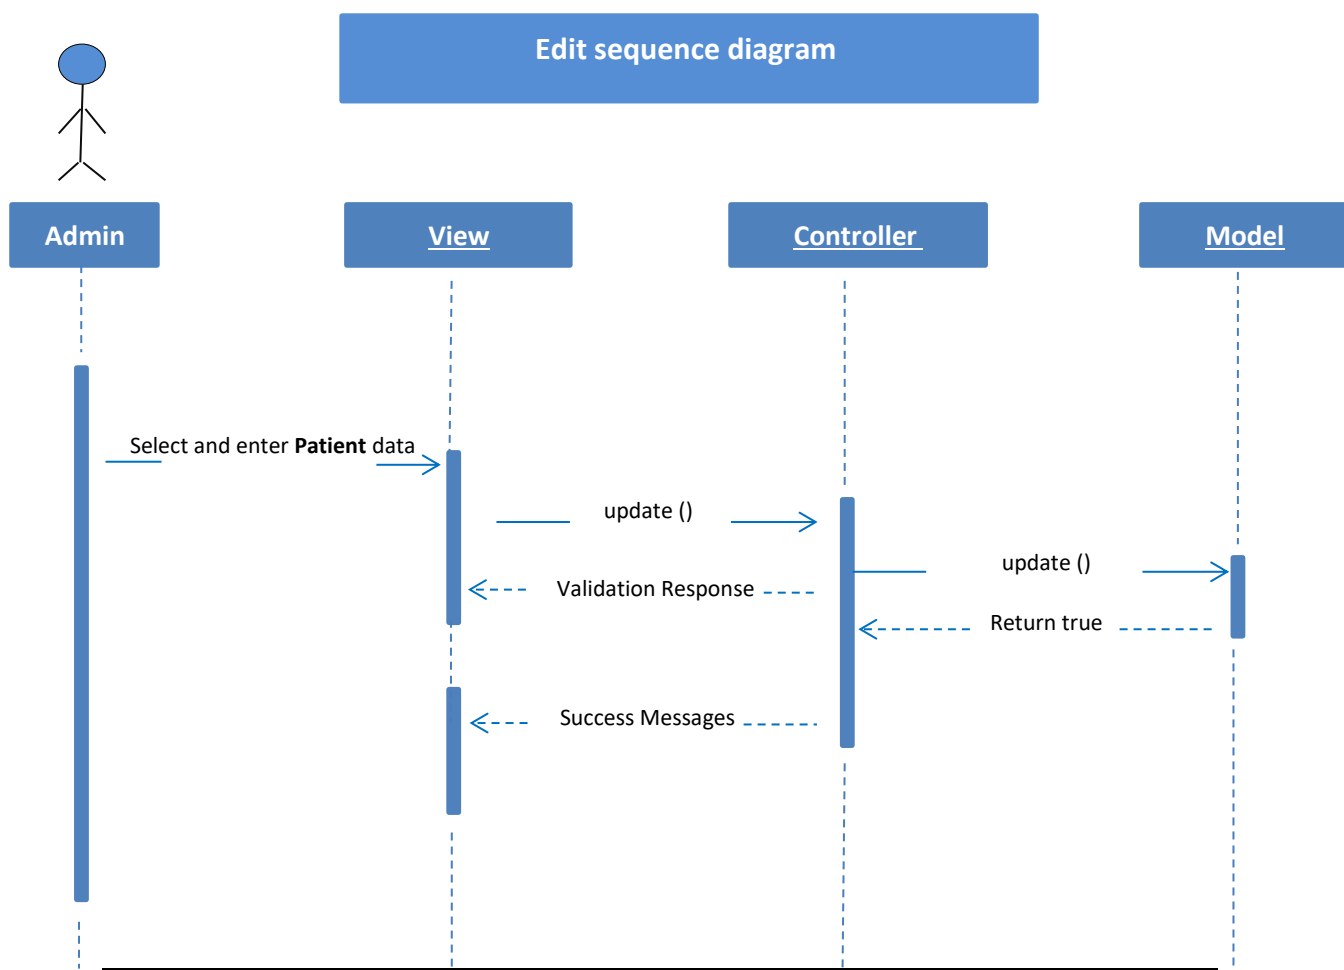 Edit sequence diagram
Admin
View
Controller
Model
Select and enter Patient data
update ()
update ()
Validation Response
Return true
Success Messages